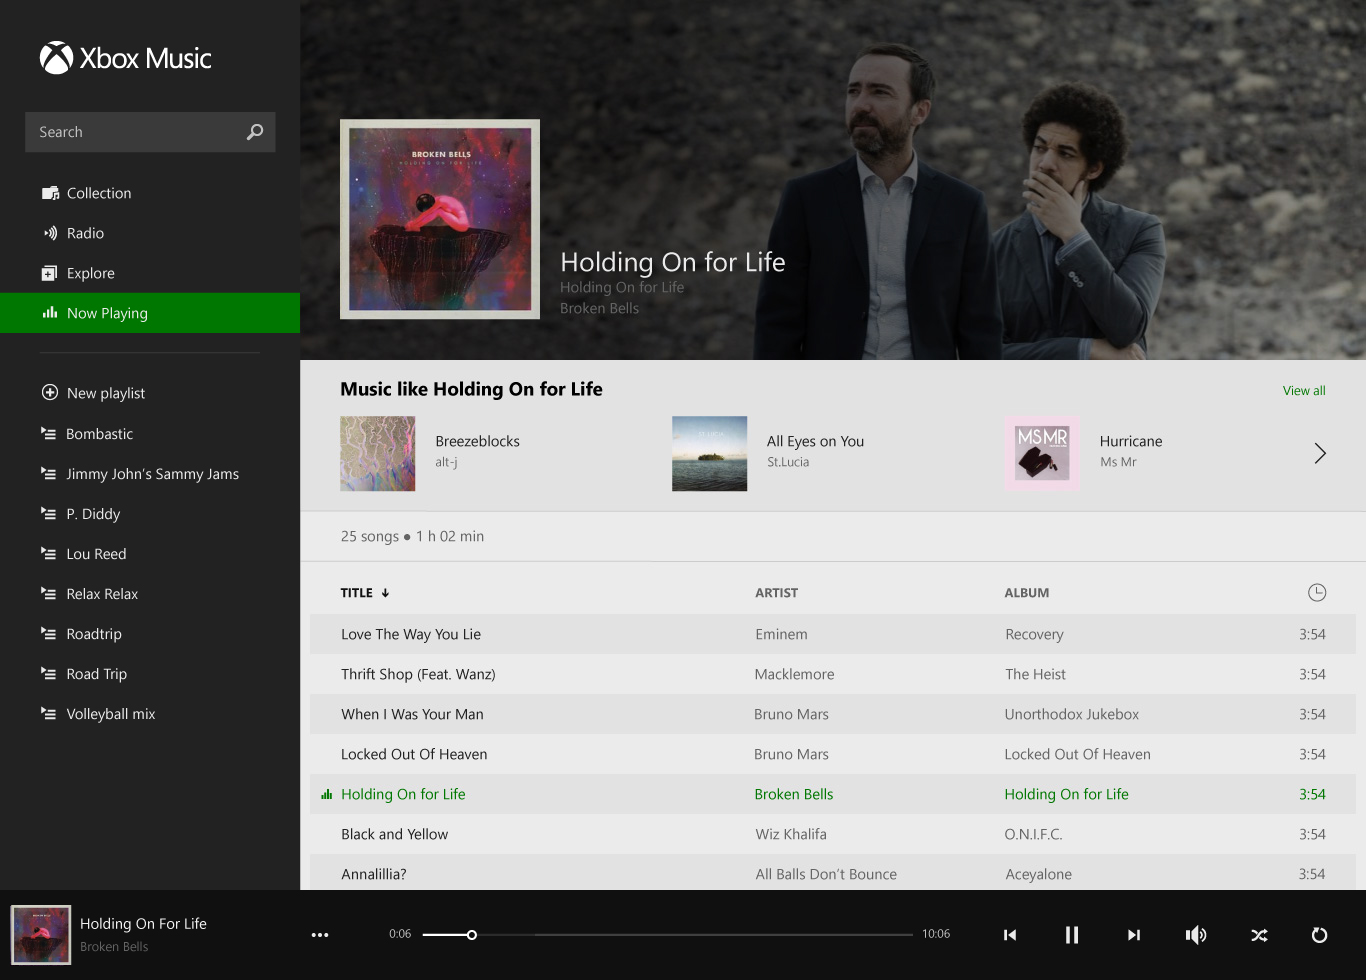 Xbox Music
Search
Collection
Radio
Explore
Now Playing
New playlist
Bombastic
Jimmy John's Sammy Jams
P. Diddy
Lou Reed
Relax Relax
Roadtrip
Road Trip
Volleyball mix
BROKEN BELLS
HOLDING ON FOR LIFE
Holding On for Life
Holding On for Life
Broken Bells
Music like Holding On for Life
View all
Breezeblocks
alt-j
ST. LUCIA
All Eyes on You
St.Lucia
MS MR
Hurricane
Ms Mr
25 songs ● 1 h 02 min
TITLE ARTIST ALBUM
Love The Way You Lie Eminem Recovery 3:54
Thrift Shop (Feat. Wanz) Macklemore The Heist 3:54
When I Was Your Man Bruno Mars Unorthodox Jukebox 3:54
Locked Out Of Heaven Bruno Mars Locked Out Of Heaven 3:54
Holding On for Life Broken Bells Holding On for Life 3:54
Black and Yellow Wiz Khalifa O.N.I.F.C. 3:54
Annalillia? All Balls Don't Bounce Aceyalone 3:54
BROKEN BELLS
Holding On For Life
Broken Bells
0:06 10:06